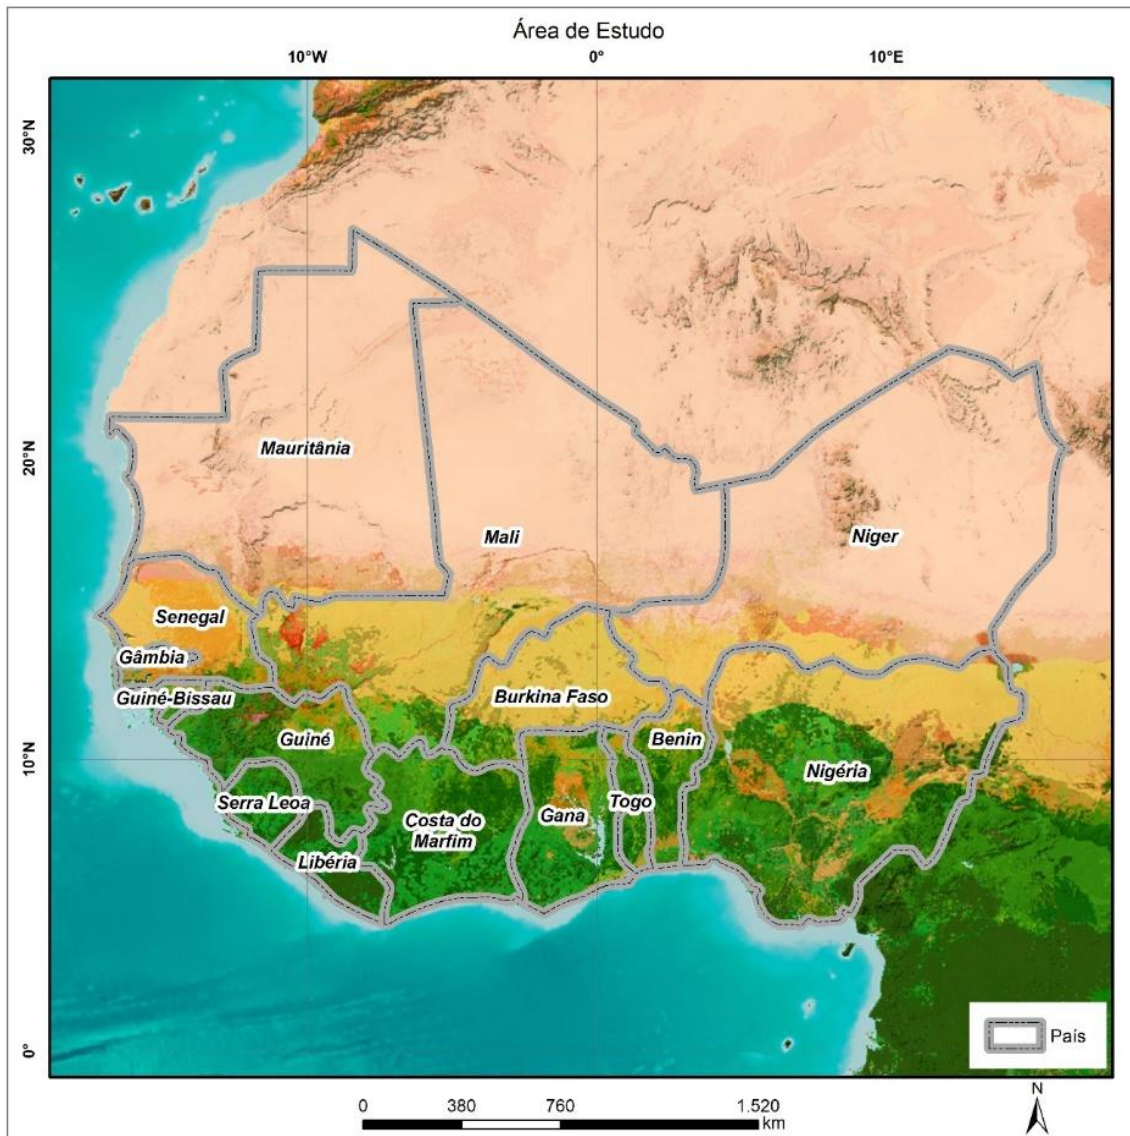 Área de Estudo
10°W 0° 10°E
30°N
20°N
Mauritânia
Mali
Niger
Senegal
Gâmbia
Guiné-Bissau
Burkina Faso
Guiné
Benin
10°N
Nigéria
Serra Leoa
Togo
Costa do
Marfim
Gana
Libéria
País
0°
N
0 380 760 1.520
km